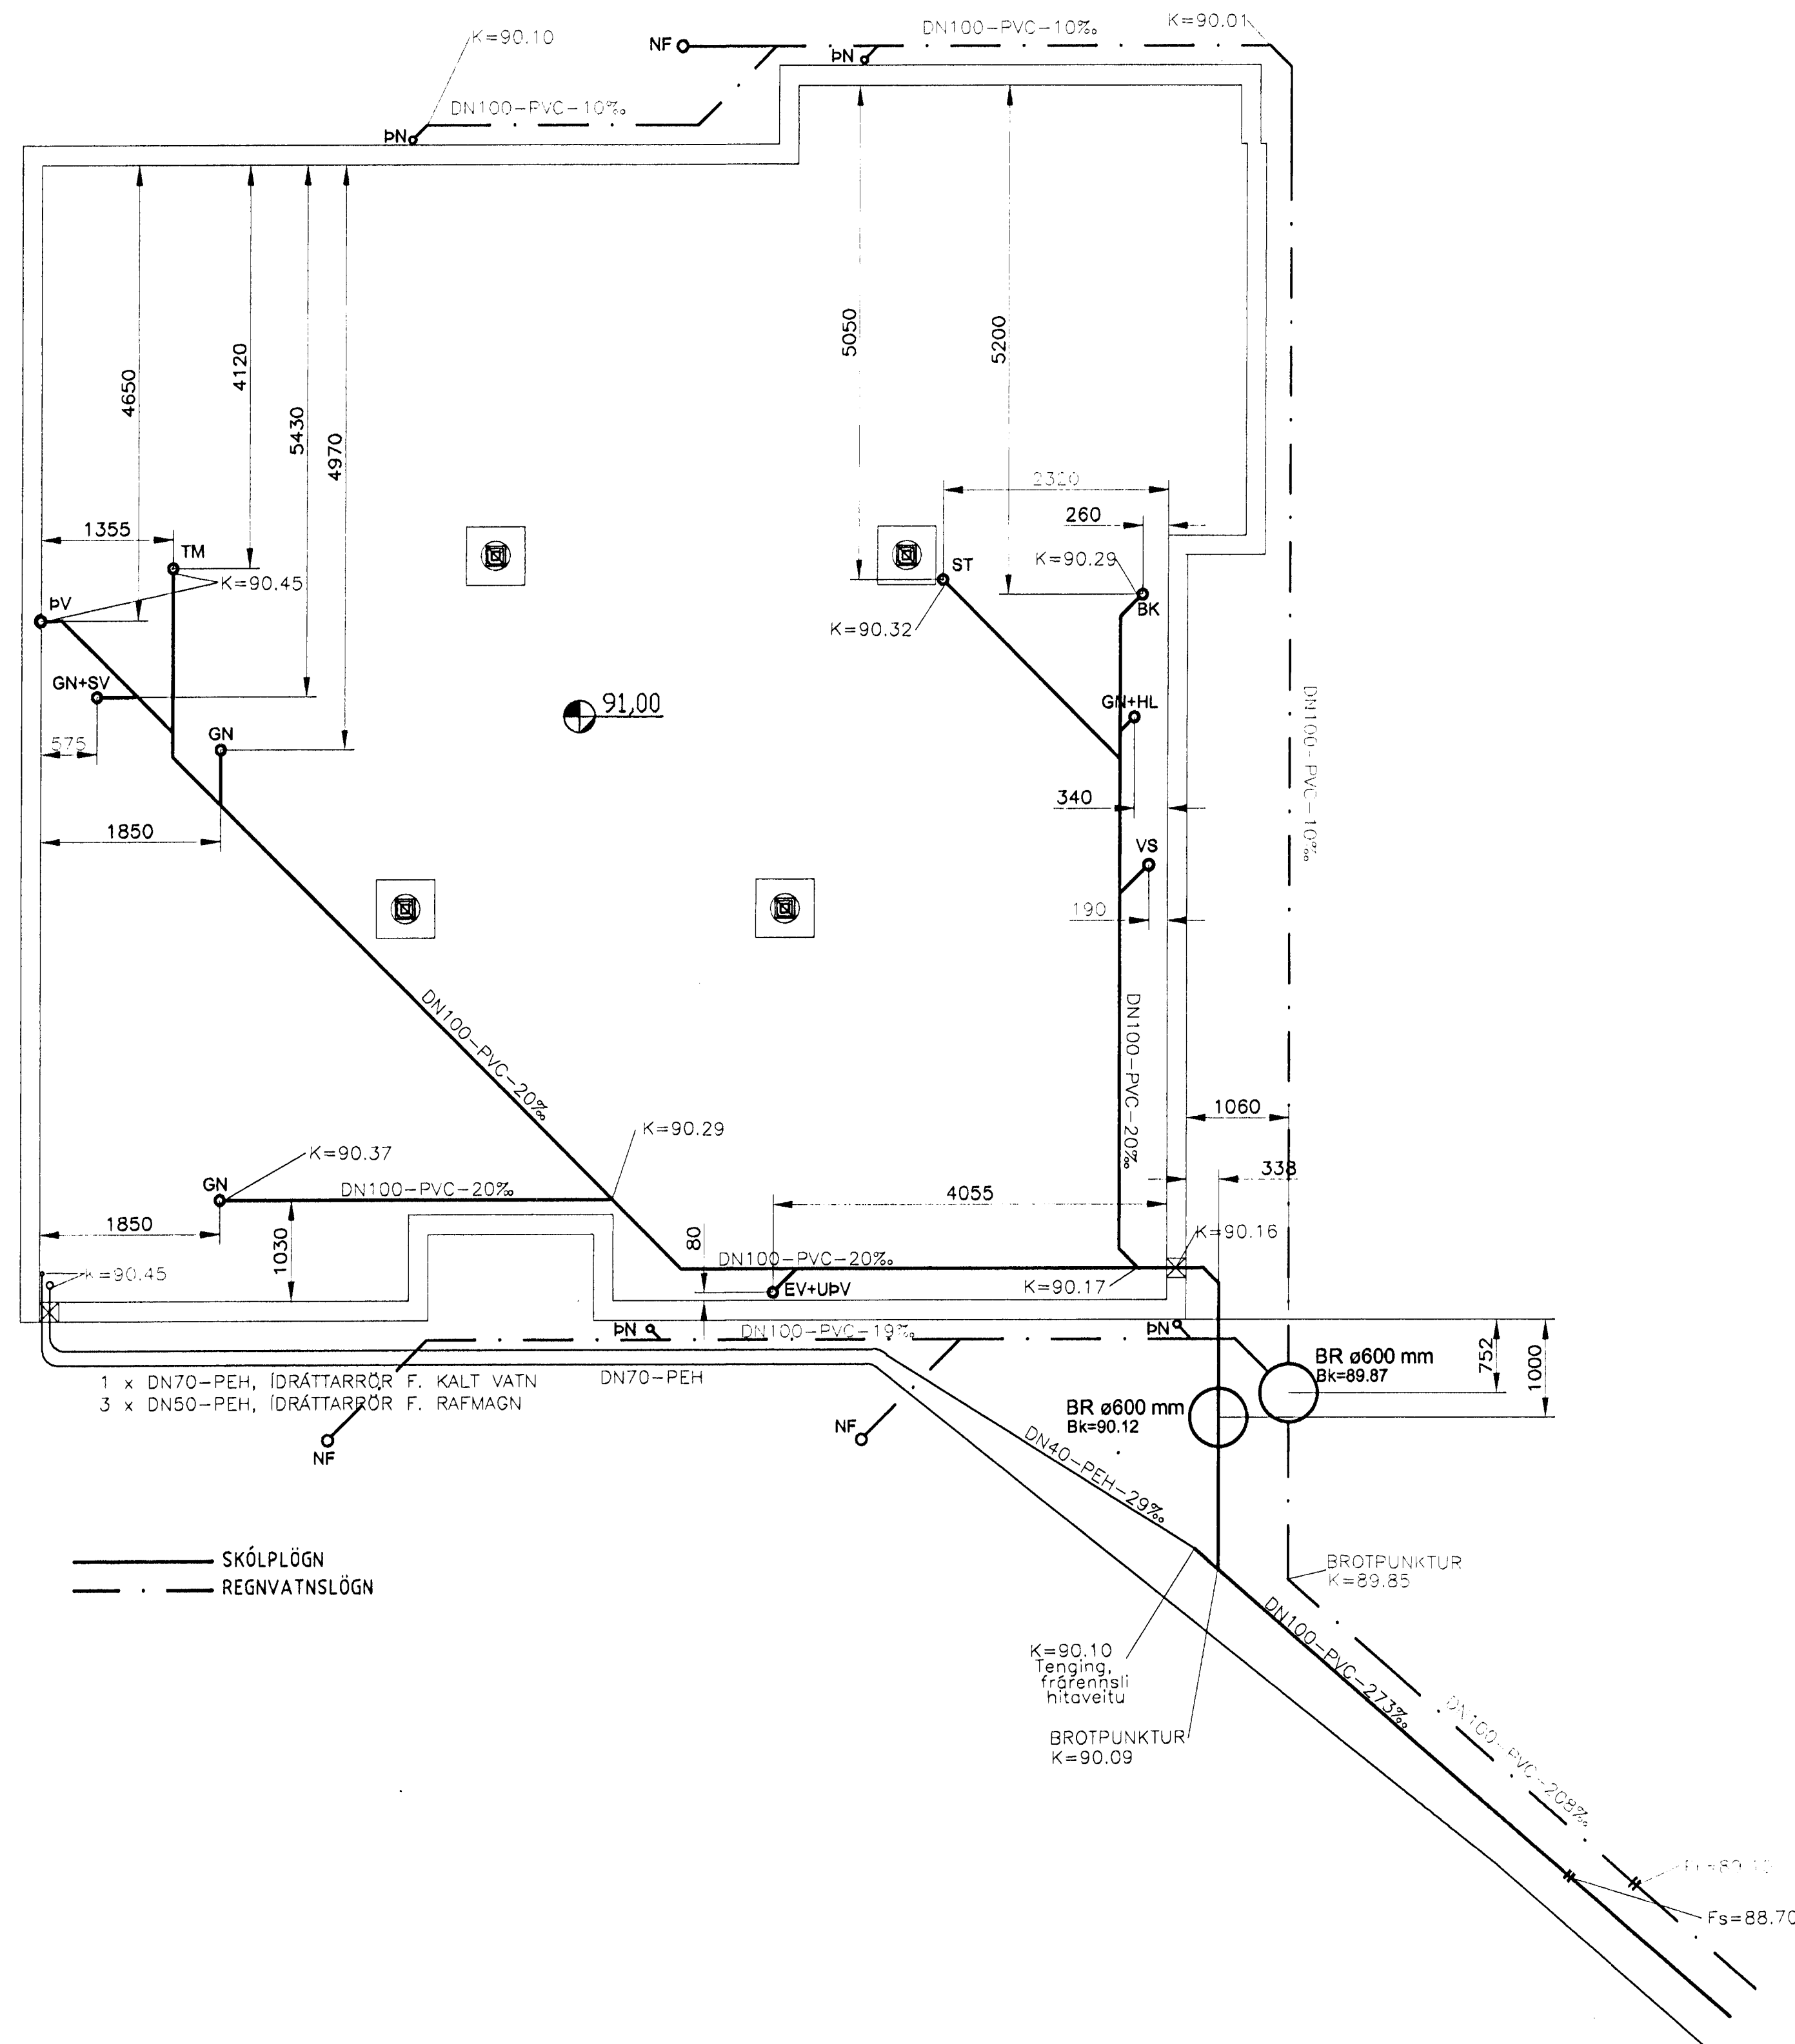 K=90.10
NF
DN100-PVC-10‰
K=90.01
ÞN
DN100-PVC-10‰
ÞN
4650
4120
5430
4970
5050
5200
2320
260
1355
TM
K=90.45
ÞV
GN+SV
575
GN
1850
91,00
ST
K=90.29
BK
K=90.32
GN+HL
340
VS
190
DN100-PVC-10‰
DN100-PVC-20‰
DN100-PVC-20‰
K=90.29
K=90.37
GN
DN100-PVC-20‰
1850
1030
K=90.45
4055
80
DN100-PVC-20‰
EV+UÞV
K=90.17
K=90.16
1060
338
ÞN
DN100-PVC-19‰
ÞN
BR ø600 mm
Bk=89.87
752
1000
BR ø600 mm
Bk=90.12
1 x DN70-PEH, ÍDRÁTTARRÖR F. KALT VATN
3 x DN50-PEH, ÍDRÁTTARRÖR F. RAFMAGN
DN70-PEH
NF
NF
DN40-PEH-29‰
SKÓLPLÖGN
REGNVATNSLÖGN
BROTPUNKTUR
K=89.85
K=90.10
Tenging,
frárennsli
hitaveitu
BROTPUNKTUR
K=90.09
DN100-PVC-273‰
DN100-PVC-208‰
Fs=88.70